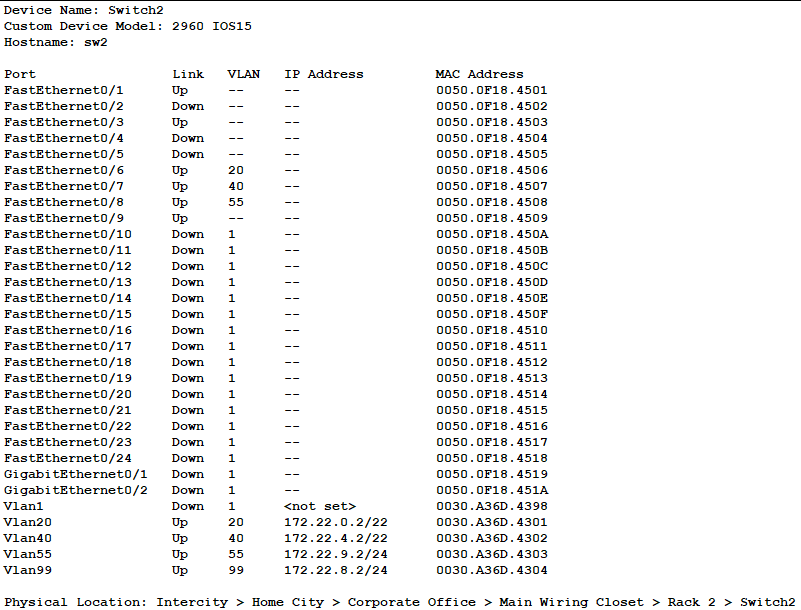 Device Name: Switch2
Custom Device Model: 2960 IOS15
Hostname: sw2
Port Link VLAN IP Address MAC Address
FastEthernet0/1 Up -- -- 0050.0F18.4501
FastEthernet0/2 Down -- -- 0050.0F18.4502
FastEthernet0/3 Up -- -- 0050.0F18.4503
FastEthernet0/4 Down -- -- 0050.0F18.4504
FastEthernet0/5 Down -- -- 0050.0F18.4505
FastEthernet0/6 Up 20 -- 0050.0F18.4506
FastEthernet0/7 Up 40 -- 0050.0F18.4507
FastEthernet0/8 Up 55 -- 0050.0F18.4508
FastEthernet0/9 Up -- -- 0050.0F18.4509
FastEthernet0/10 Down 1 -- 0050.0F18.450A
FastEthernet0/11 Down 1 -- 0050.0F18.450B
FastEthernet0/12 Down 1 -- 0050.0F18.450C
FastEthernet0/13 Down 1 -- 0050.0F18.450D
FastEthernet0/14 Down 1 -- 0050.0F18.450E
FastEthernet0/15 Down 1 -- 0050.0F18.450F
FastEthernet0/16 Down 1 -- 0050.0F18.4510
FastEthernet0/17 Down 1 -- 0050.0F18.4511
FastEthernet0/18 Down 1 -- 0050.0F18.4512
FastEthernet0/19 Down 1 -- 0050.0F18.4513
FastEthernet0/20 Down 1 -- 0050.0F18.4514
FastEthernet0/21 Down 1 -- 0050.0F18.4515
FastEthernet0/22 Down 1 -- 0050.0F18.4516
FastEthernet0/23 Down 1 -- 0050.0F18.4517
FastEthernet0/24 Down 1 -- 0050.0F18.4518
GigabitEthernet0/1 Down 1 -- 0050.0F18.4519
GigabitEthernet0/2 Down 1 -- 0050.0F18.451A
Vlan1 Down 1 <not set> 0030.A36D.4398
Vlan20 Up 20 172.22.0.2/22 0030.A36D.4301
Vlan40 Up 40 172.22.4.2/22 0030.A36D.4302
Vlan55 Up 55 172.22.9.2/24 0030.A36D.4303
Vlan99 Up 99 172.22.8.2/24 0030.A36D.4304
Physical Location: Intercity > Home City > Corporate Office > Main Wiring Closet > Rack 2 > Switch2